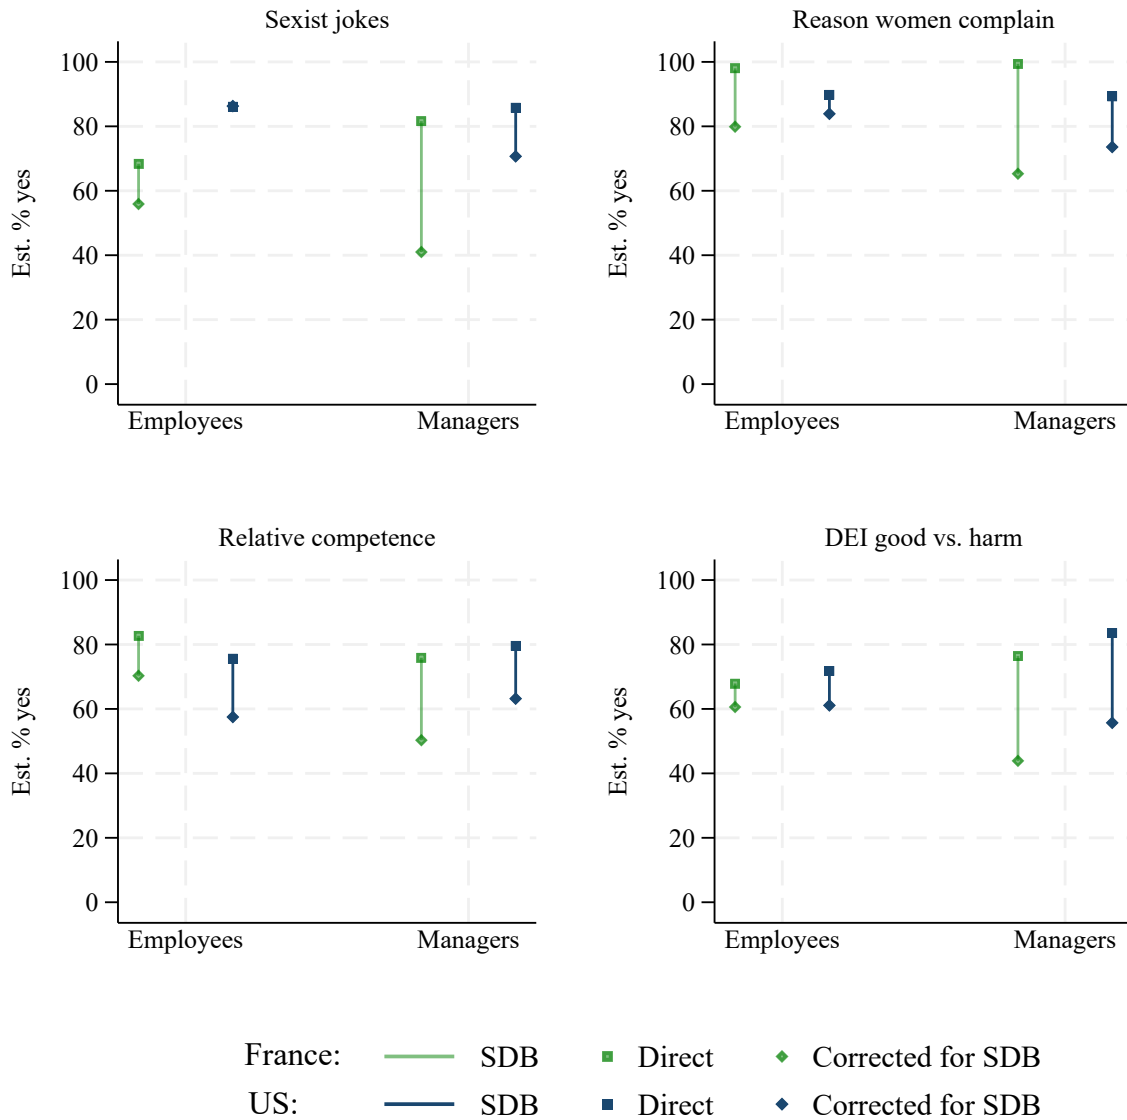 Sexist jokes
Est. % yes
100
80
60
40
20
0
Employees Managers
Reason women complain
Est. % yes
100
80
60
40
20
0
Employees Managers
Relative competence
Est. % yes
100
80
60
40
20
0
Employees Managers
DEI good vs. harm
Est. % yes
100
80
60
40
20
0
Employees Managers
France: SDB Direct Corrected for SDB
US: SDB Direct Corrected for SDB